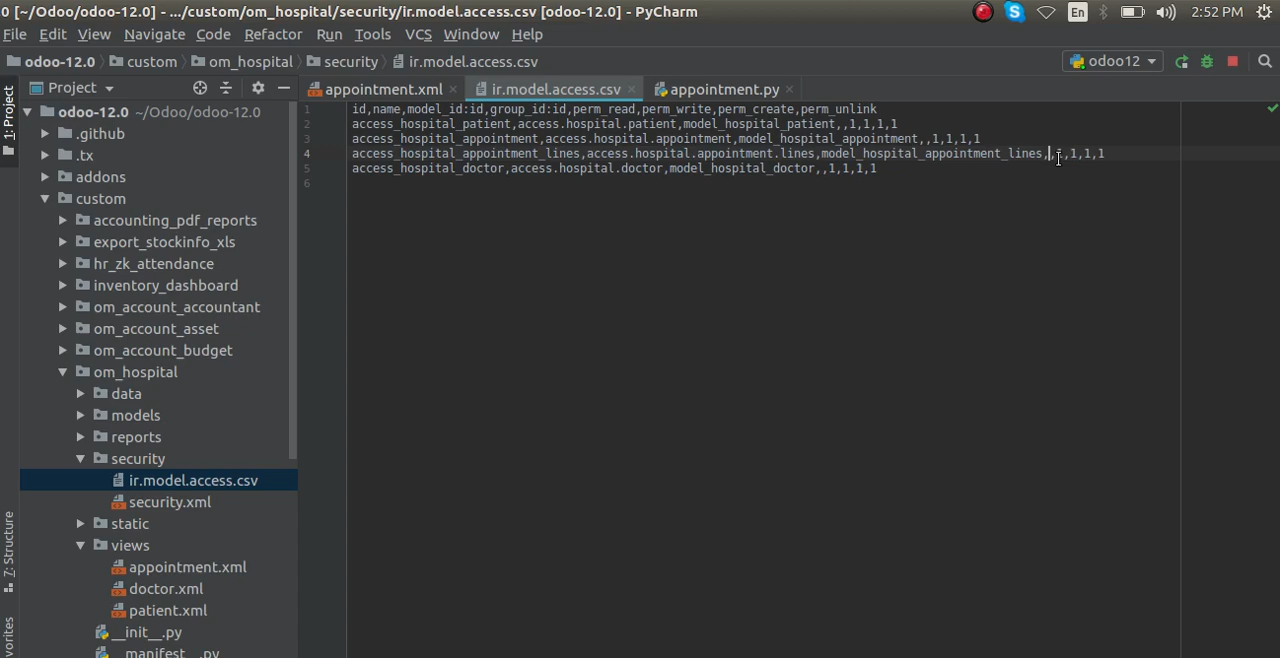 0 [~/Odoo/odoo-12.0] - .../custom/om_hospital/security/ir.model.access.csv [odoo-12.0] - PyCharm
En 2:52 PM
File Edit View Navigate Code Refactor Run Tools VCS Window Help
odoo-12.0 custom om_hospital security ir.model.access.csv odoo12
1: Project
Project
appointment.xml ir.model.access.csv appointment.py
odoo-12.0 ~/Odoo/odoo-12.0
.github
.tx
addons
custom
accounting_pdf_reports
export_stockinfo_xls
hr_zk_attendance
inventory_dashboard
om_account_accountant
om_account_asset
om_account_budget
om_hospital
data
models
reports
security
ir.model.access.csv
security.xml
static
views
appointment.xml
doctor.xml
patient.xml
__init__.py
__manifest__.py
7: Structure
vorites
1 id,name,model_id:id,group_id:id,perm_read,perm_write,perm_create,perm_unlink
2 access_hospital_patient,access.hospital.patient,model_hospital_patient,,1,1,1,1
3 access_hospital_appointment,access.hospital.appointment,model_hospital_appointment,,1,1,1,1
4 access_hospital_appointment_lines,access.hospital.appointment.lines,model_hospital_appointment_lines,,1,1,1,1
5 access_hospital_doctor,access.hospital.doctor,model_hospital_doctor,,1,1,1,1
6